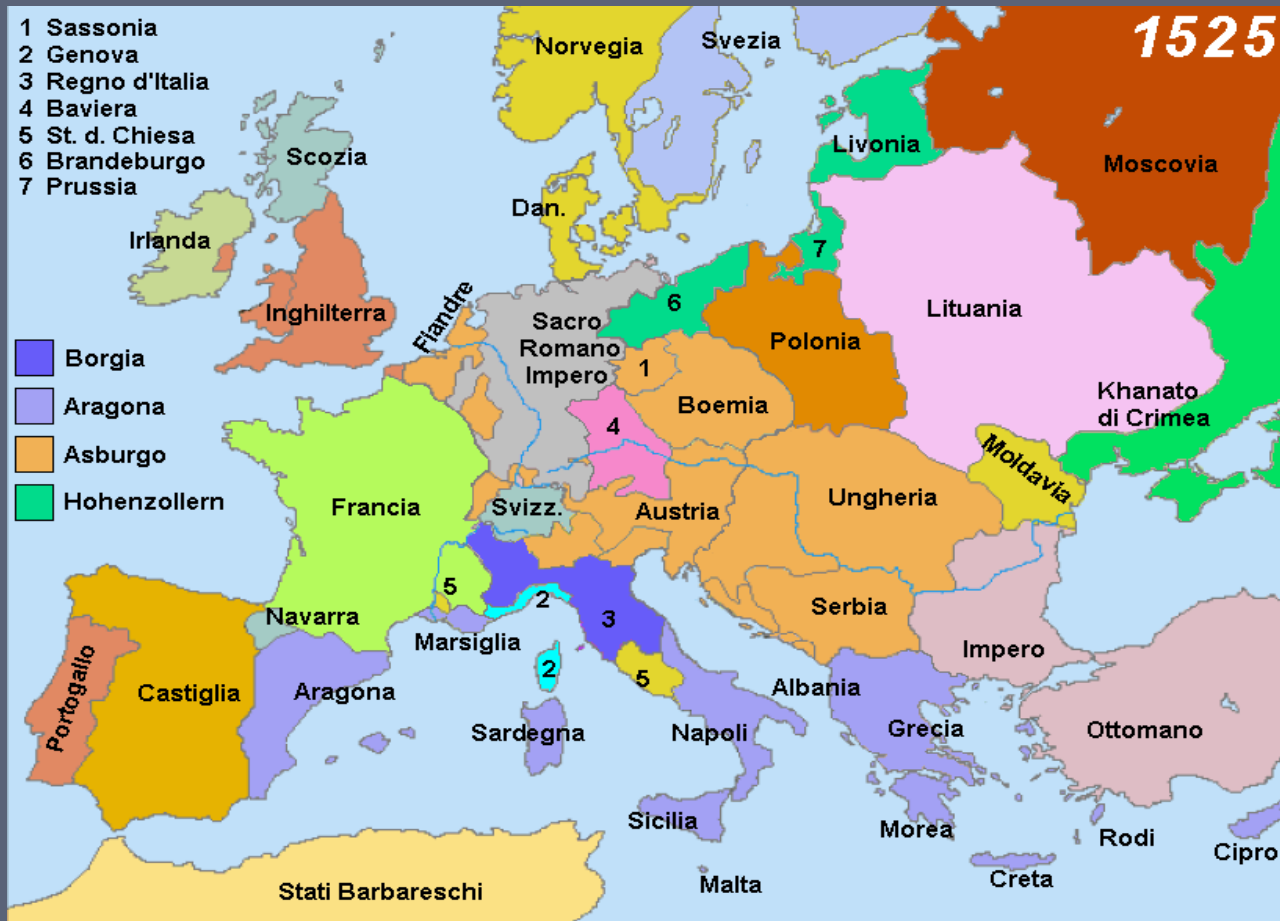 1525
1 Sassonia
2 Genova
3 Regno d'Italia
4 Baviera
5 St. d. Chiesa
6 Brandeburgo
7 Prussia
Borgia
Aragona
Asburgo
Hohenzollern
Norvegia
Svezia
Livonia
Moscovia
Scozia
Irlanda
Dan.
7
Inghilterra
Fiandre
6
Sacro
Romano
Impero
Lituania
Polonia
1
Boemia
Khanato
di Crimea
4
Moldavia
Francia
Svizz.
Austria
Ungheria
5
2
3
Serbia
Navarra
Marsiglia
Impero
Ottomano
Portogallo
Castiglia
Aragona
2
5
Albania
Sardegna
Napoli
Grecia
Sicilia
Morea
Rodi
Cipro
Malta
Creta
Stati Barbareschi